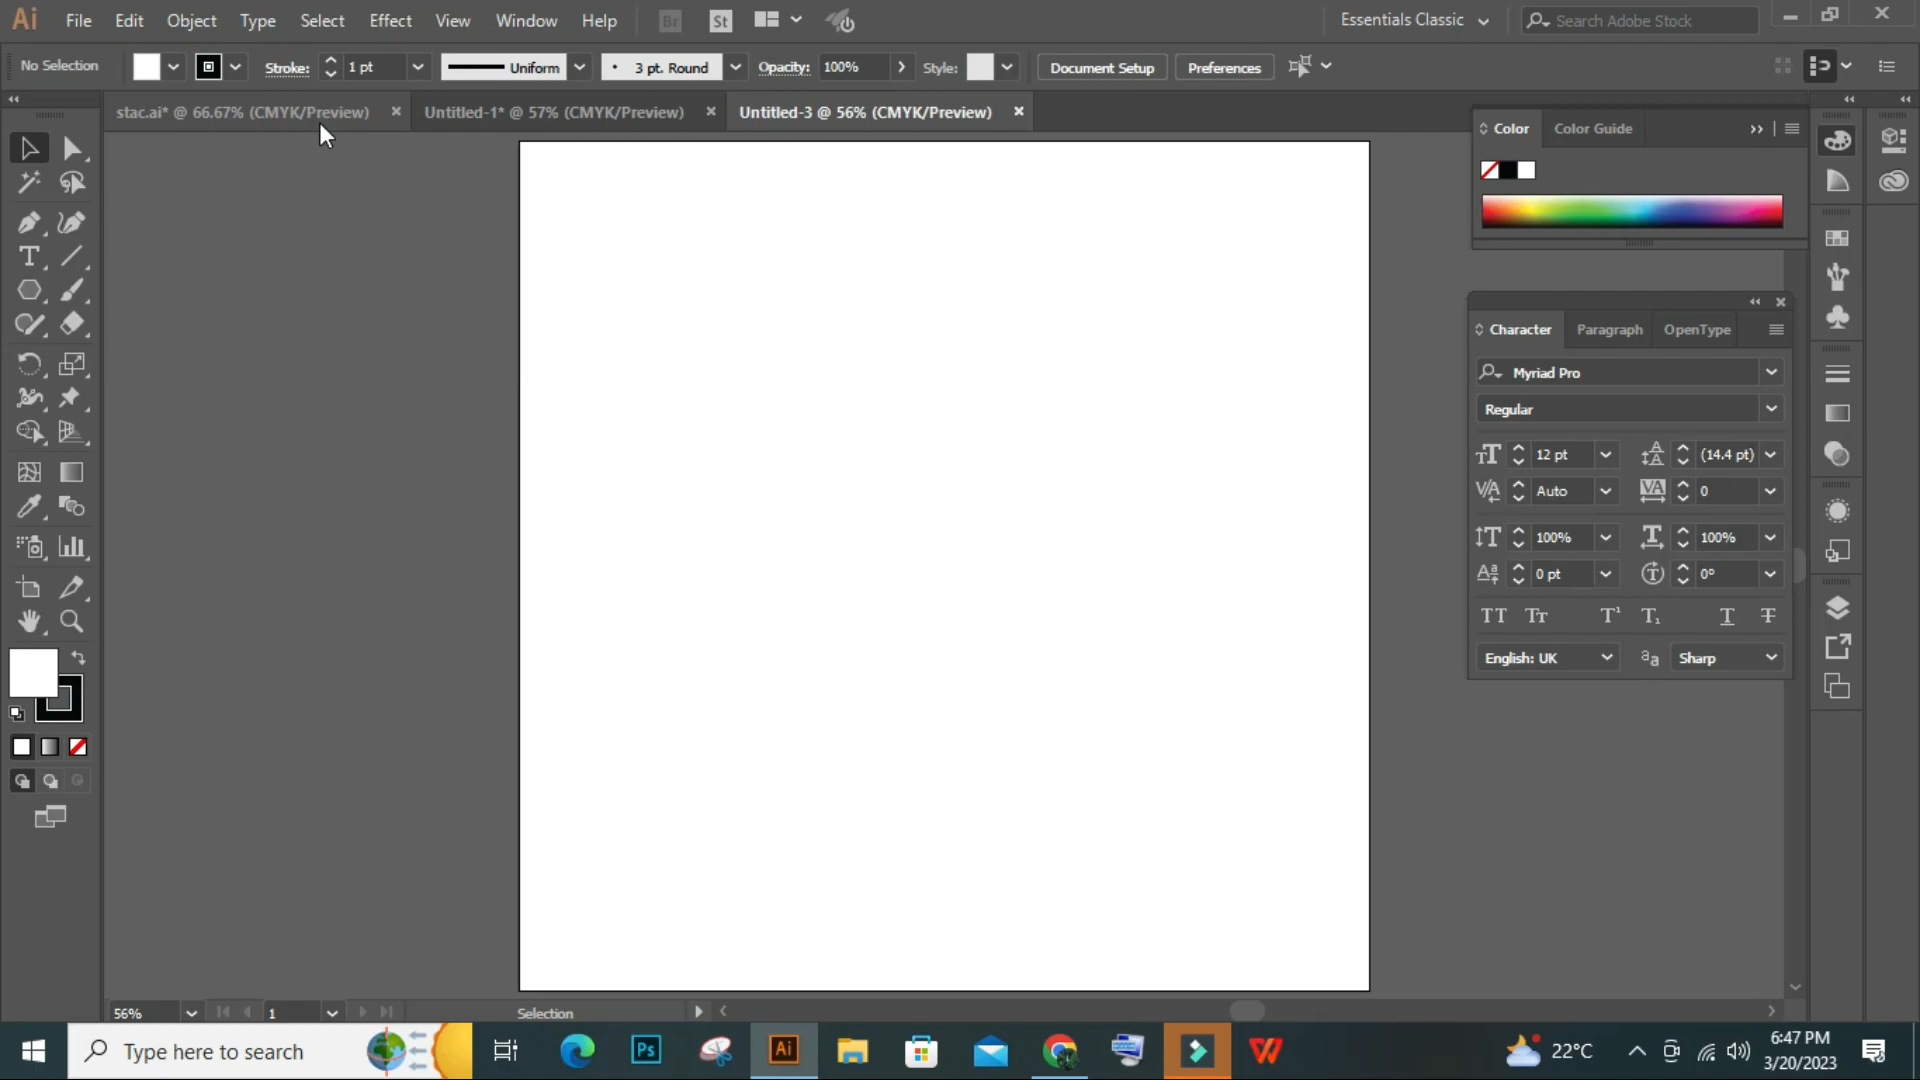 Ai File Edit Object Type Select Effect View Window Help Br St Essentials Classic Search Adobe Stock
No Selection Stroke: 1 pt Uniform 3 pt. Round Opacity: 100% Style: Document Setup Preferences
stac.ai* @ 66.67% (CMYK/Preview) Untitled-1* @ 57% (CMYK/Preview) Untitled-3 @ 56% (CMYK/Preview)
Color Color Guide
Character Paragraph OpenType
Myriad Pro
Regular
12 pt (14.4 pt)
Auto 0
100% 100%
0 pt 0°
English: UK Sharp
56% 1 Selection
Type here to search Ps Ai 22°C 6:47 PM
3/20/2023